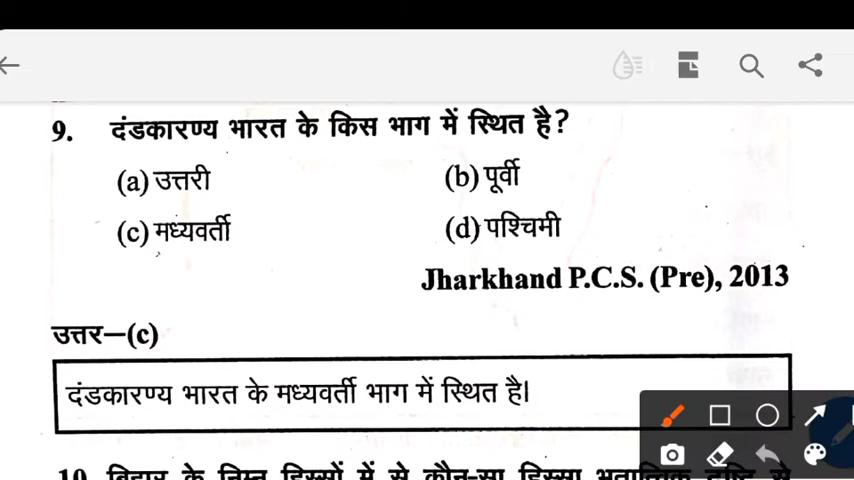 9. दंडकारण्य भारत के किस भाग में स्थित है?
(a) उत्तरी (b) पूर्वी
(c) मध्यवर्ती (d) पश्चिमी
Jharkhand P.C.S. (Pre), 2013
उत्तर–(c)
दंडकारण्य भारत के मध्यवर्ती भाग में स्थित है।
10. बिहार के निम्न हिस्सों में से कौन-सा हिस्सा भूतात्विक दृष्टि से